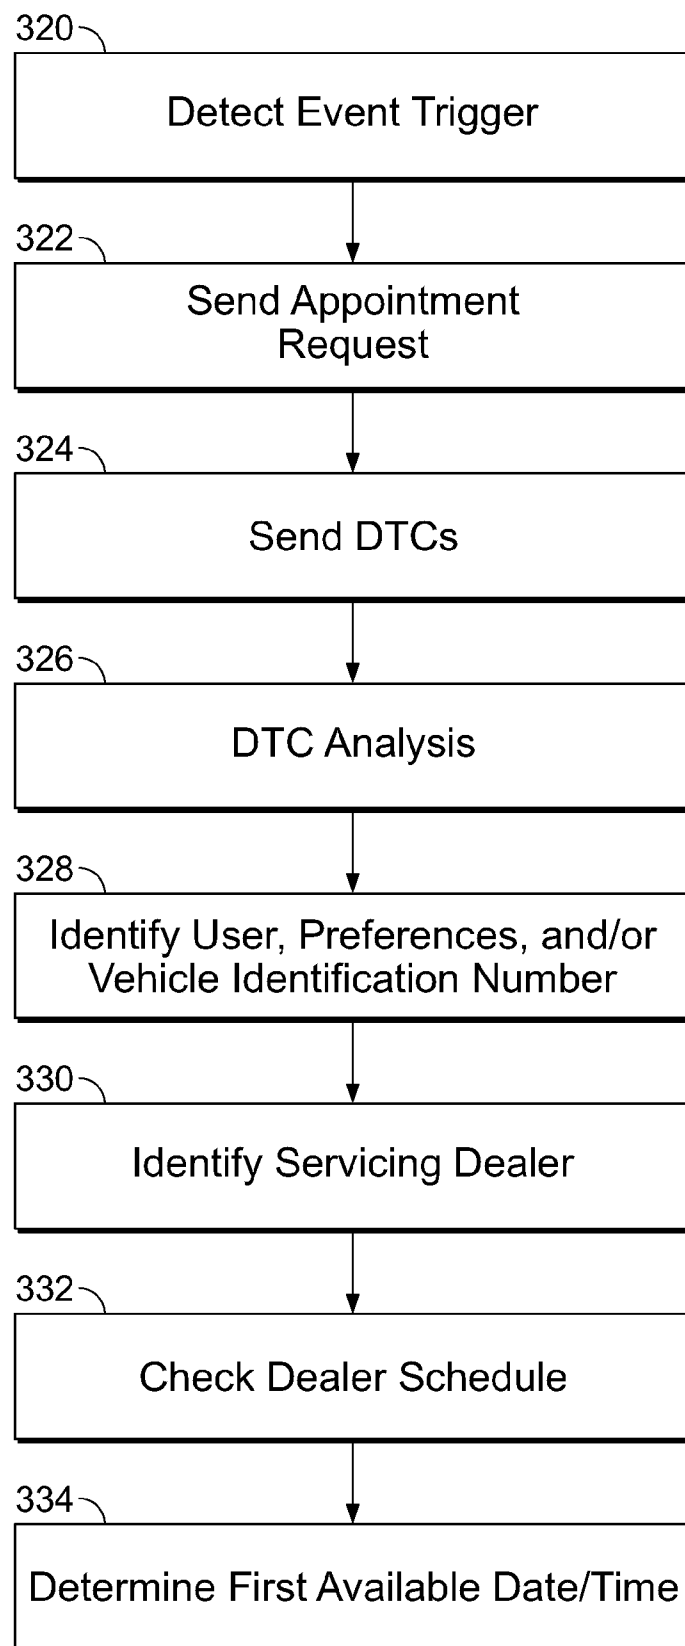 320
Detect Event Trigger
322
Send Appointment
Request
324
Send DTCs
326
DTC Analysis
328
Identify User, Preferences, and/or
Vehicle Identification Number
330
Identify Servicing Dealer
332
Check Dealer Schedule
334
Determine First Available Date/Time